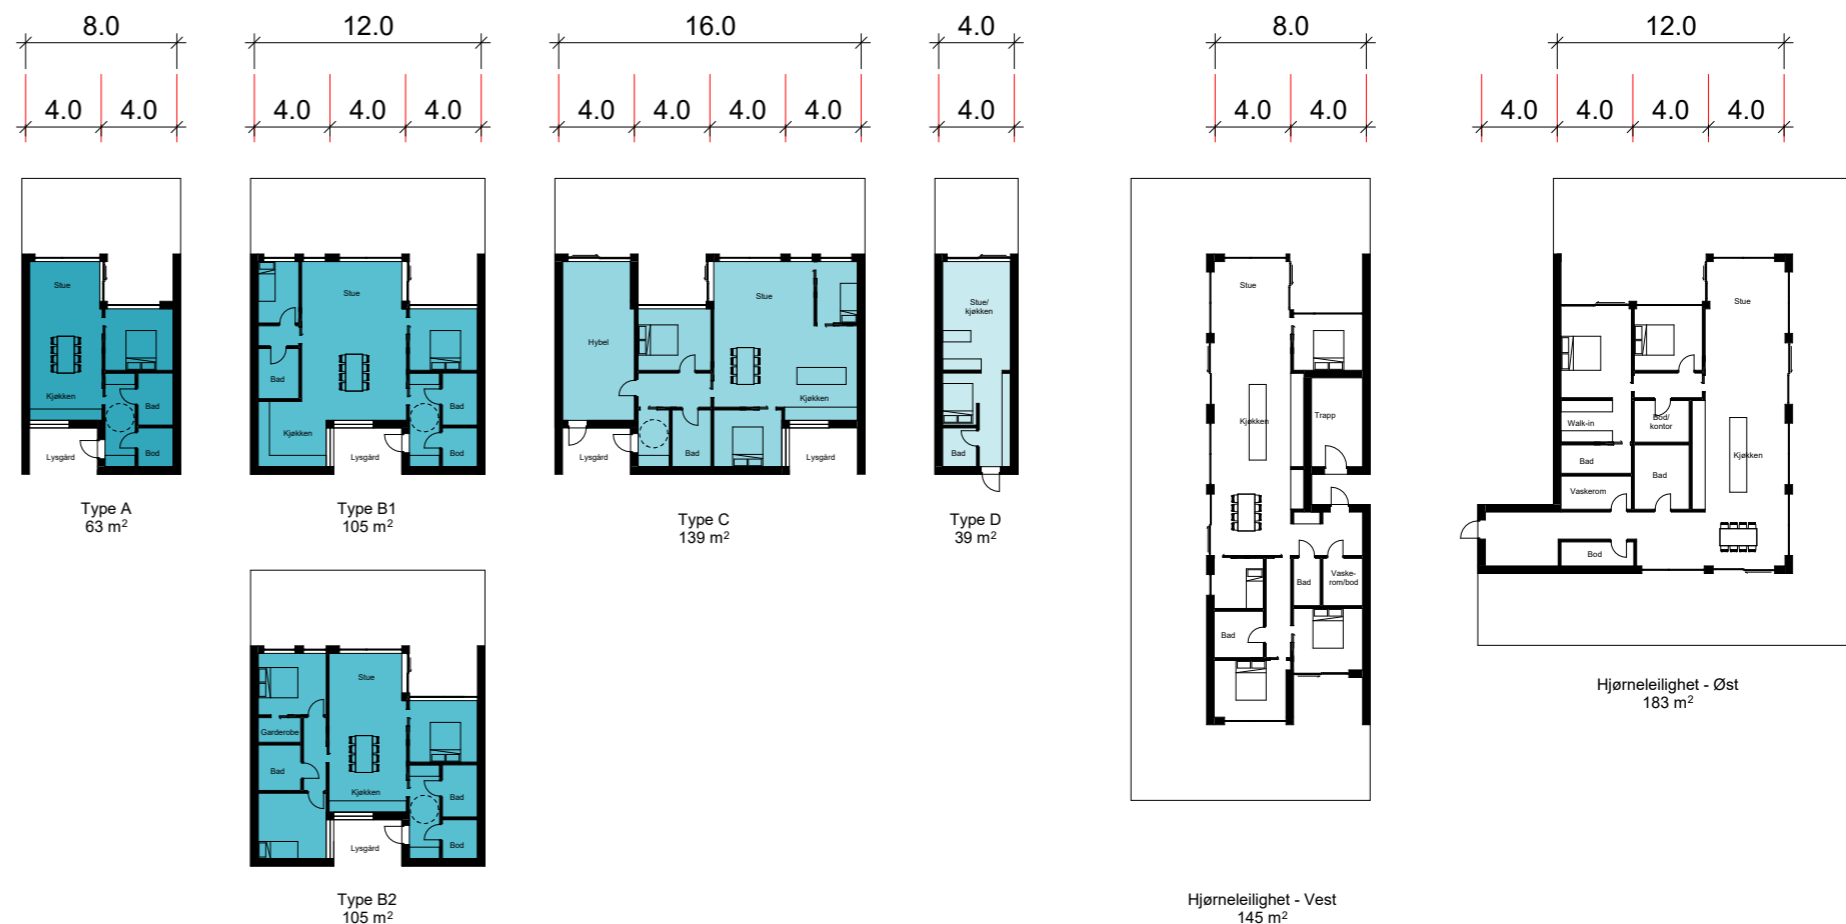 8.0
12.0
16.0
4.0
8.0
12.0
4.0 4.0
4.0 4.0 4.0
4.0 4.0 4.0 4.0
4.0
4.0 4.0
4.0 4.0 4.0 4.0
Stue
Kjøkken
Bad
Bod
Lysgård
Type A
63 m²
Stue
Bad
Kjøkken
Bad
Bod
Lysgård
Type B1
105 m²
Stue
Hybel
Kjøkken
Bad
Lysgård
Lysgård
Type C
139 m²
Stue/
kjøkken
Bad
Type D
39 m²
Stue
Garderobe
Bad
Kjøkken
Bad
Bod
Lysgård
Type B2
105 m²
Stue
Trapp
Kjøkken
Bad
Vaske-
rom/bod
Bad
Hjørneleilighet - Vest
145 m²
Stue
Walk-in
Bod/
kontor
Bad
Kjøkken
Bad
Vaskerom
Bod
Hjørneleilighet - Øst
183 m²